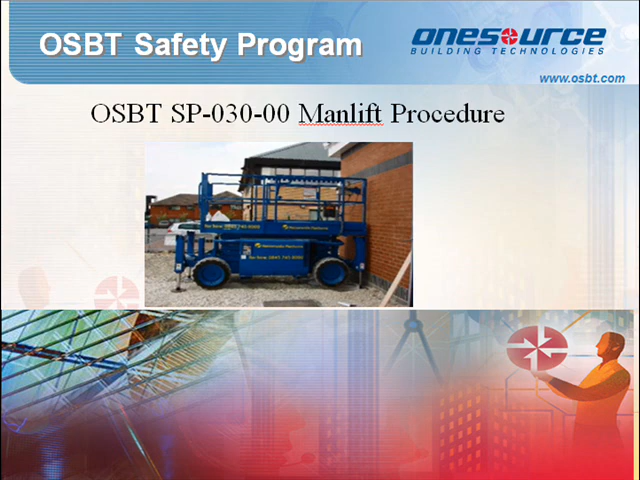 OSBT Safety Program
onesource
BUILDING TECHNOLOGIES
www.osbt.com
OSBT SP-030-00 Manlift Procedure